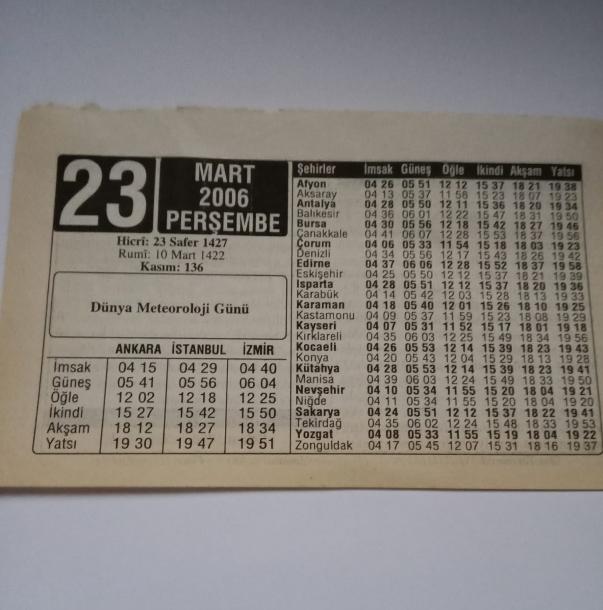 23
MART
2006
PERŞEMBE
Hicrî: 23 Safer 1427
Rumî: 10 Mart 1422
Kasım: 136
Dünya Meteoroloji Günü
ANKARA İSTANBUL İZMİR
İmsak 04 15 04 29 04 40
Güneş 05 41 05 56 06 04
Öğle 12 02 12 18 12 25
İkindi 15 27 15 42 15 50
Akşam 18 12 18 27 18 34
Yatsı 19 30 19 47 19 51
Şehirler İmsak Güneş Öğle İkindi Akşam Yatsı
Afyon 04 26 05 51 12 12 15 37 18 21 19 38
Aksaray 04 13 05 37 11 58 15 23 18 07 19 23
Antalya 04 28 05 50 12 11 15 36 18 20 19 34
Balıkesir 04 36 06 01 12 22 15 47 18 31 19 50
Bursa 04 30 05 56 12 18 15 42 18 27 19 46
Çanakkale 04 41 06 07 12 28 15 53 18 37 19 56
Çorum 04 06 05 33 11 54 15 18 18 03 19 23
Denizli 04 34 05 56 12 17 15 43 18 26 19 42
Edirne 04 37 06 06 12 28 15 52 18 37 19 58
Eskişehir 04 25 05 50 12 12 15 37 18 21 19 39
Isparta 04 28 05 51 12 12 15 37 18 20 19 36
Karabük 04 14 05 42 12 03 15 28 18 13 19 33
Karaman 04 18 05 40 12 01 15 26 18 10 19 25
Kastamonu 04 09 05 37 11 59 15 23 18 08 19 29
Kayseri 04 07 05 31 11 52 15 17 18 01 19 18
Kırklareli 04 35 06 03 12 25 15 49 18 34 19 56
Kocaeli 04 26 05 53 12 14 15 39 18 23 19 43
Konya 04 20 05 43 12 04 15 29 18 13 19 28
Kütahya 04 28 05 53 12 14 15 39 18 23 19 41
Manisa 04 39 06 03 12 24 15 49 18 33 19 50
Nevşehir 04 10 05 34 11 55 15 20 18 04 19 21
Niğde 04 11 05 34 11 55 15 20 18 04 19 20
Sakarya 04 24 05 51 12 12 15 37 18 22 19 41
Tekirdağ 04 35 06 02 12 24 15 48 18 33 19 53
Yozgat 04 08 05 33 11 55 15 19 18 04 19 22
Zonguldak 04 17 05 45 12 07 15 31 18 16 19 37